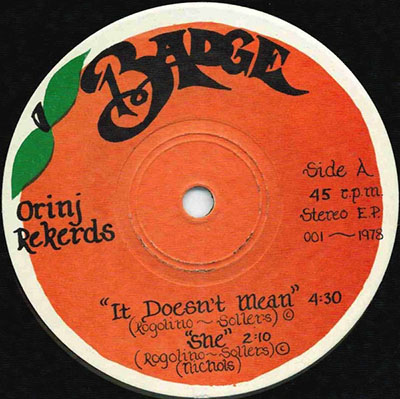 BADGE
Orinj
Rekerds
Side A
45 r.p.m.
Stereo E.P.
001 ~ 1978
"It Doesn't Mean" 4:30
(Rogolino ~ Sollers) ©
"She" 2:10
(Rogolino ~ Sollers) ©
(Nichols)